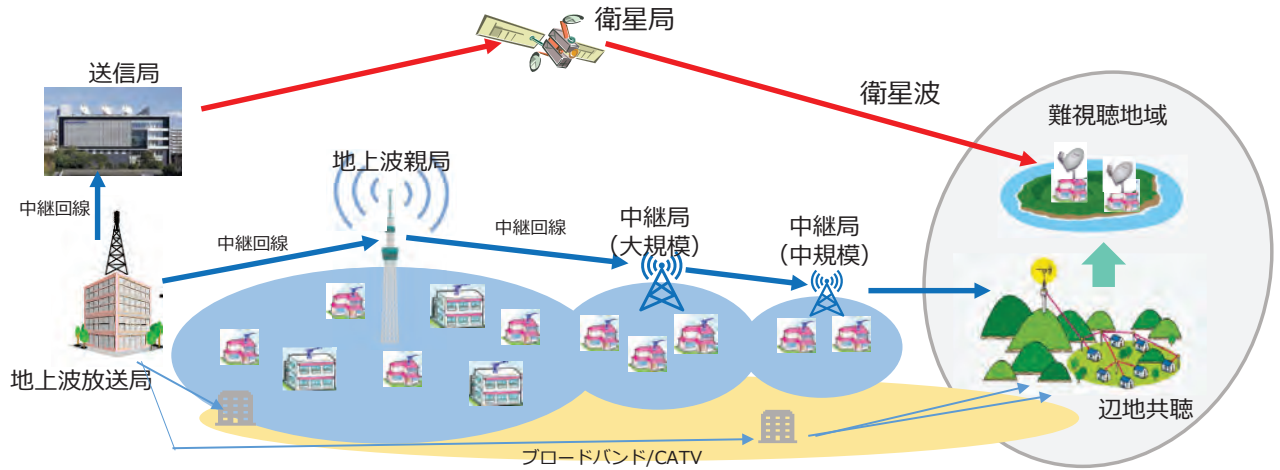 衛星局
送信局
衛星波
難視聴地域
地上波親局
中継回線
中継回線
中継回線
中継局
（大規模）
中継局
（中規模）
地上波放送局
辺地共聴
ブロードバンド/CATV